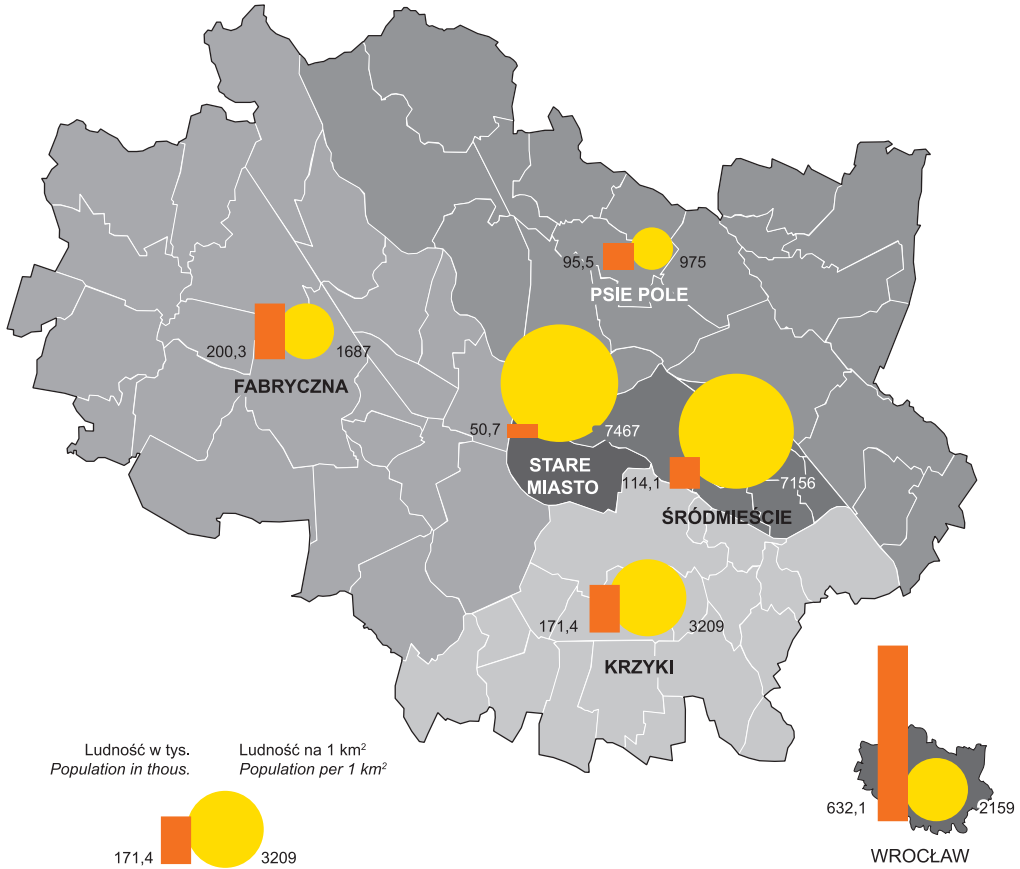 95,5
975
PSIE POLE
200,3
1687
FABRYCZNA
50,7
7467
STARE
MIASTO
114,1
7156
ŚRÓDMIEŚCIE
171,4
3209
KRZYKI
Ludność w tys.
Population in thous.
Ludność na 1 km²
Population per 1 km²
171,4
3209
632,1
2159
WROCŁAW